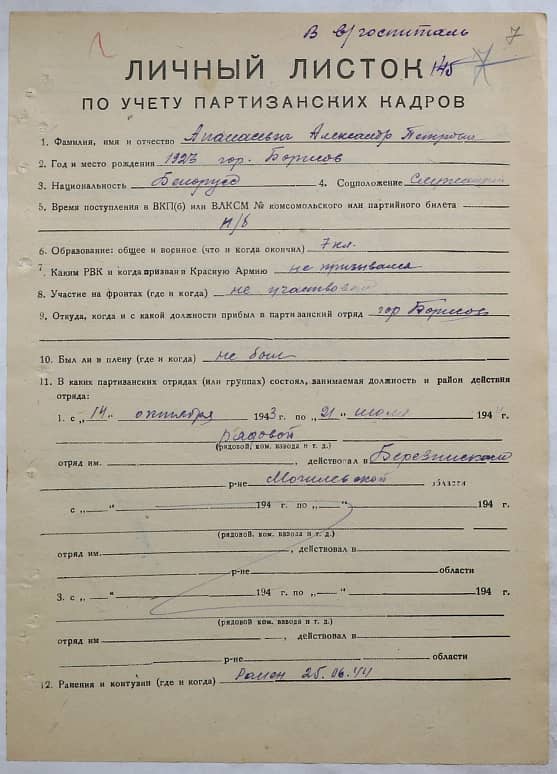 В в/госпиталь 7
ЛИЧНЫЙ ЛИСТОК 145
ПО УЧЕТУ ПАРТИЗАНСКИХ КАДРОВ
1. Фамилия, имя и отчество Апанасевич Александр Петрович
2. Год и место рождения 1923 гор. Борисов
3. Национальность Белорус 4. Соцположение Служащий
5. Время поступления в ВКП(б) или ВЛКСМ № комсомольского или партийного билета
н/б
6. Образование: общее и военное (что и когда окончил) 7 кл.
7. Каким РВК и когда призван в Красную Армию не призывался
8. Участие на фронтах (где и когда) не участвовал
9. Откуда, когда и с какой должности прибыл в партизанский отряд гор Борисов
10. Был ли в плену (где и когда) не был
11. В каких партизанских отрядах (или группах) состоял, занимаемая должность и район действия
отряда:
1. с „14“ октября 1943 г. по „21“ июля 194 г.
Рядовой
(рядовой, ком. взвода и т. д.)
отряд им. , действовал в Березинском
р-не Могилевской области
с „ “ 194 г. по „ “ 194 г.
(рядовой, ком. взвода и т. д.)
отряд им. , действовал в
р-не области
3. с „ “ 194 г. по „ “ 194 г.
(рядовой ком. взвода и т. д.)
отряд им , действовал в
р-не области
12. Ранения и контузии (где и когда) Ранен 25.06.44